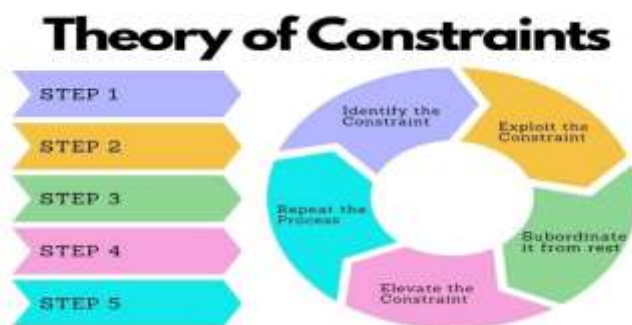 Theory of Constraints
STEP 1
STEP 2
STEP 3
STEP 4
STEP 5
Identify the
Constraint
Exploit the
Constraint
Subordinate
it from rest
Elevate the
Constraint
Repeat the
Process